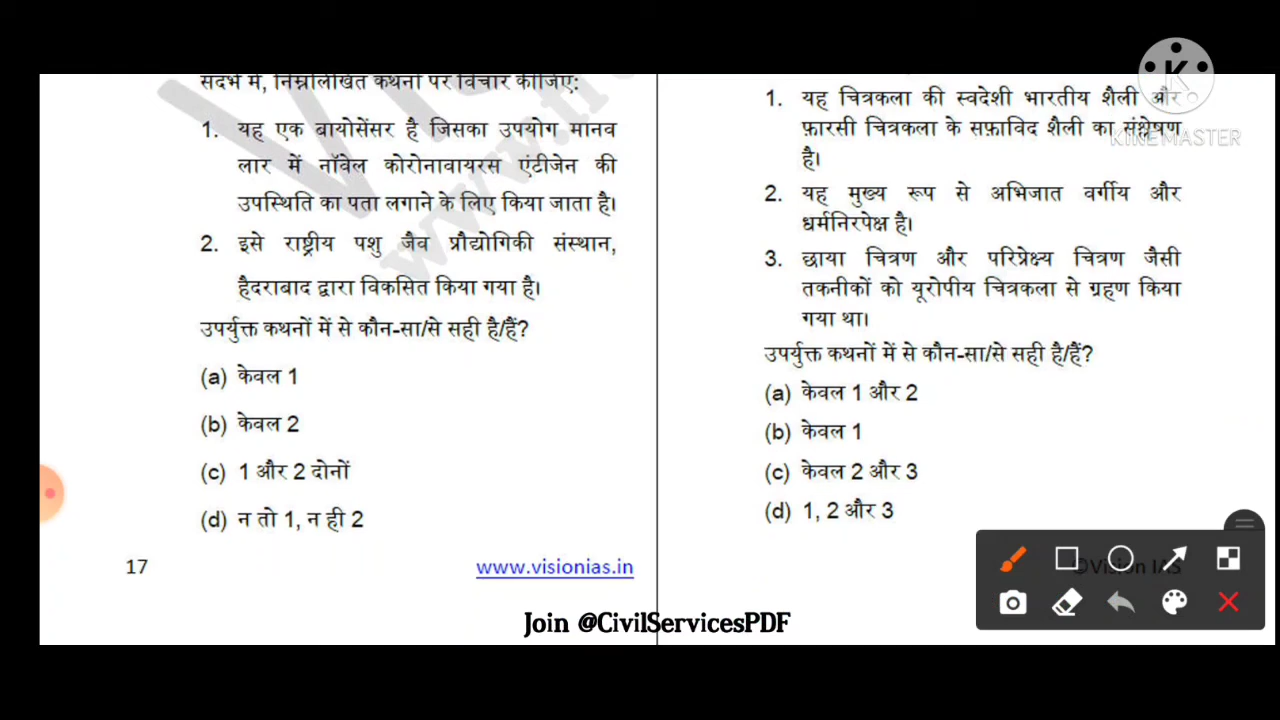 संदर्भ में, निम्नलिखित कथनों पर विचार कीजिए:
1. यह एक बायोसेंसर है जिसका उपयोग मानव
लार में नॉवेल कोरोनावायरस एंटीजेन की
उपस्थिति का पता लगाने के लिए किया जाता है।
2. इसे राष्ट्रीय पशु जैव प्रौद्योगिकी संस्थान,
हैदराबाद द्वारा विकसित किया गया है।
उपर्युक्त कथनों में से कौन-सा/से सही है/हैं?
(a) केवल 1
(b) केवल 2
(c) 1 और 2 दोनों
(d) न तो 1, न ही 2
17
www.visionias.in
1. यह चित्रकला की स्वदेशी भारतीय शैली और
फ़ारसी चित्रकला के सफ़ाविद शैली का संश्लेषण
है।
2. यह मुख्य रूप से अभिजात वर्गीय और
धर्मनिरपेक्ष है।
3. छाया चित्रण और परिप्रेक्ष्य चित्रण जैसी
तकनीकों को यूरोपीय चित्रकला से ग्रहण किया
गया था।
उपर्युक्त कथनों में से कौन-सा/से सही है/हैं?
(a) केवल 1 और 2
(b) केवल 1
(c) केवल 2 और 3
(d) 1, 2 और 3
©Vision IAS
Join @CivilServicesPDF
K
KINEMASTER